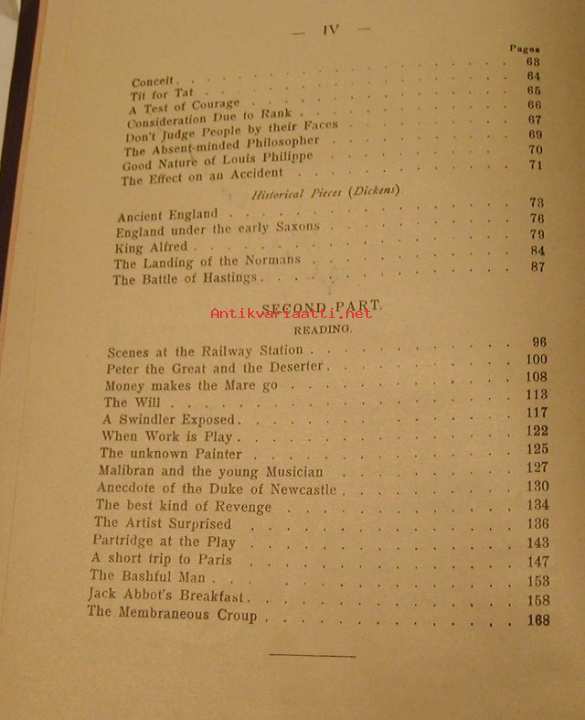 — IV —
Pages
Conceit. . . . . . . . . . . . . 63
Tit for Tat . . . . . . . . . . . . 64
A Test of Courage . . . . . . . . . . 65
Consideration Due to Rank . . . . . . . . 66
Don't Judge People by their Faces . . . . . . 67
The Absent-minded Philosopher . . . . . . . 69
Good Nature of Louis Philippe . . . . . . . 70
The Effect on an Accident . . . . . . . . 71
Historical Pieces (Dickens)
Ancient England . . . . . . . . . . . 73
England under the early Saxons . . . . . . . 76
King Alfred . . . . . . . . . . . . 79
The Landing of the Normans . . . . . . . . 84
The Battle of Hastings. . . . . . . . . . 87
SECOND PART.
Antikvariaatti.net
READING.
Scenes at the Railway Station . . . . . . . . 96
Peter the Great and the Deserter. . . . . . . . 100
Money makes the Mare go . . . . . . . . . 108
The Will . . . . . . . . . . . . . 113
A Swindler Exposed. . . . . . . . . . . 117
When Work is Play. . . . . . . . . . . 122
The unknown Painter . . . . . . . . . . 125
Malibran and the young Musician . . . . . . . 127
Anecdote of the Duke of Newcastle . . . . . . . 130
The best kind of Revenge . . . . . . . . . 134
The Artist Surprised . . . . . . . . . . 136
Partridge at the Play . . . . . . . . . . 143
A short trip to Paris . . . . . . . . . . 147
The Bashful Man . . . . . . . . . . . 153
Jack Abbot's Breakfast. . . . . . . . . . 158
The Membraneous Croup . . . . . . . . . 168